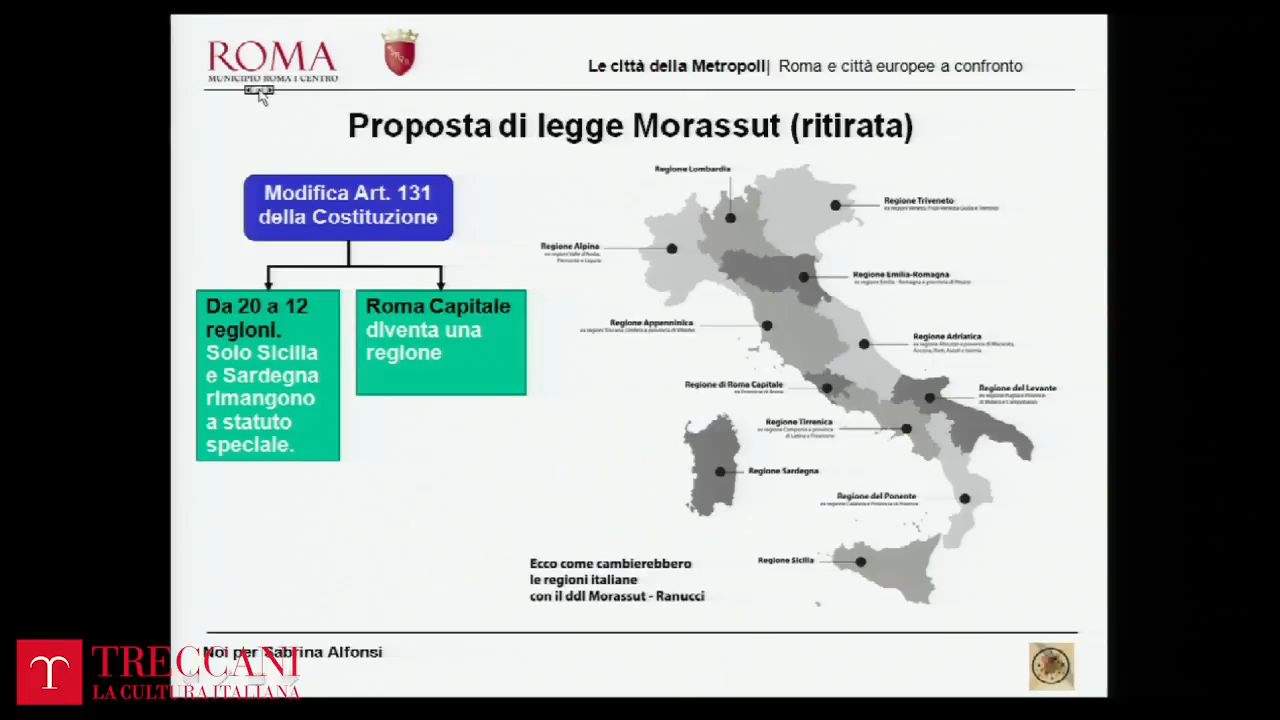 ROMA
MUNICIPIO ROMA I CENTRO
Le città della Metropoli| Roma e città europee a confronto
Proposta di legge Morassut (ritirata)
Modifica Art. 131
della Costituzione
Da 20 a 12
regioni.
Solo Sicilia
e Sardegna
rimangono
a statuto
speciale.
Roma Capitale
diventa una
regione
Regione Lombardia
Regione Triveneto
Regione Alpina
Regione Emilia-Romagna
Regione Appenninica
Regione Adriatica
Regione di Roma Capitale
Regione del Levante
Regione Tirrenica
Regione Sardegna
Regione del Ponente
Regione Sicilia
Ecco come cambierebbero
le regioni italiane
con il ddl Morassut - Ranucci
Noi per Sabrina Alfonsi
TRECCANI
LA CULTURA ITALIANA